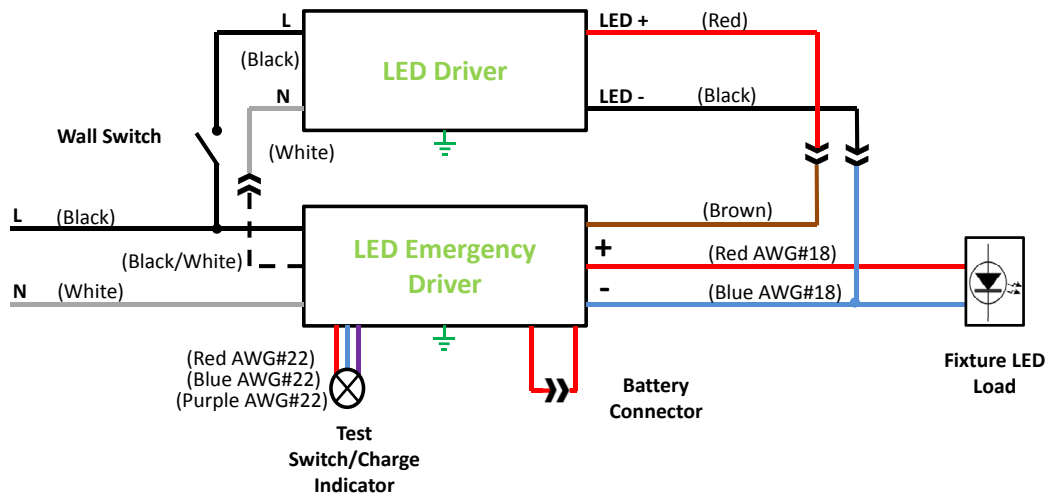 L
LED +
(Red)
(Black)
LED Driver
N
LED -
(Black)
Wall Switch
(White)
L
(Black)
(Brown)
LED Emergency
Driver
+
(Red AWG#18)
(Black/White)
N
(White)
-
(Blue AWG#18)
(Red AWG#22)
(Blue AWG#22)
(Purple AWG#22)
Battery
Connector
Fixture LED
Load
Test
Switch/Charge
Indicator